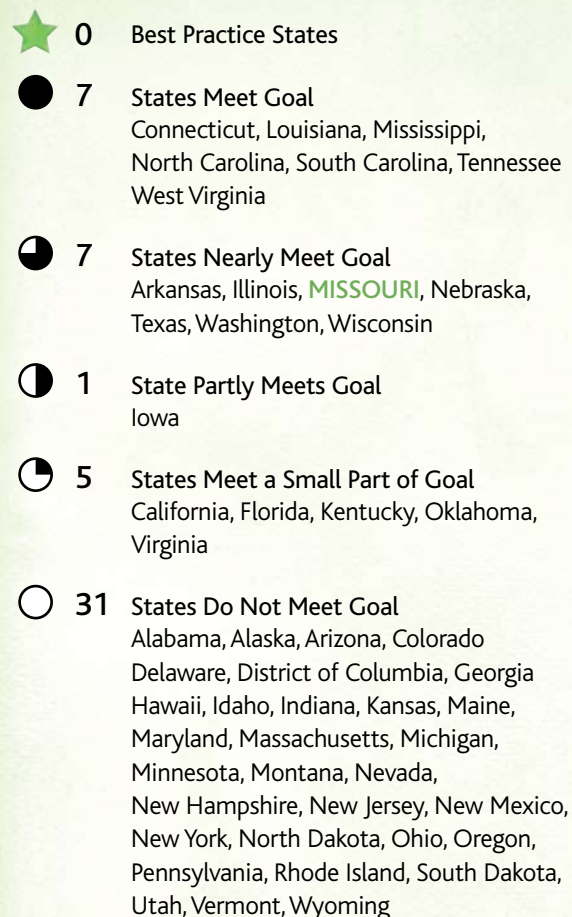 0 Best Practice States
7 States Meet Goal
Connecticut, Louisiana, Mississippi,
North Carolina, South Carolina, Tennessee
West Virginia
7 States Nearly Meet Goal
Arkansas, Illinois, MISSOURI, Nebraska,
Texas, Washington, Wisconsin
1 State Partly Meets Goal
Iowa
5 States Meet a Small Part of Goal
California, Florida, Kentucky, Oklahoma,
Virginia
31 States Do Not Meet Goal
Alabama, Alaska, Arizona, Colorado
Delaware, District of Columbia, Georgia
Hawaii, Idaho, Indiana, Kansas, Maine,
Maryland, Massachusetts, Michigan,
Minnesota, Montana, Nevada,
New Hampshire, New Jersey, New Mexico,
New York, North Dakota, Ohio, Oregon,
Pennsylvania, Rhode Island, South Dakota,
Utah, Vermont, Wyoming